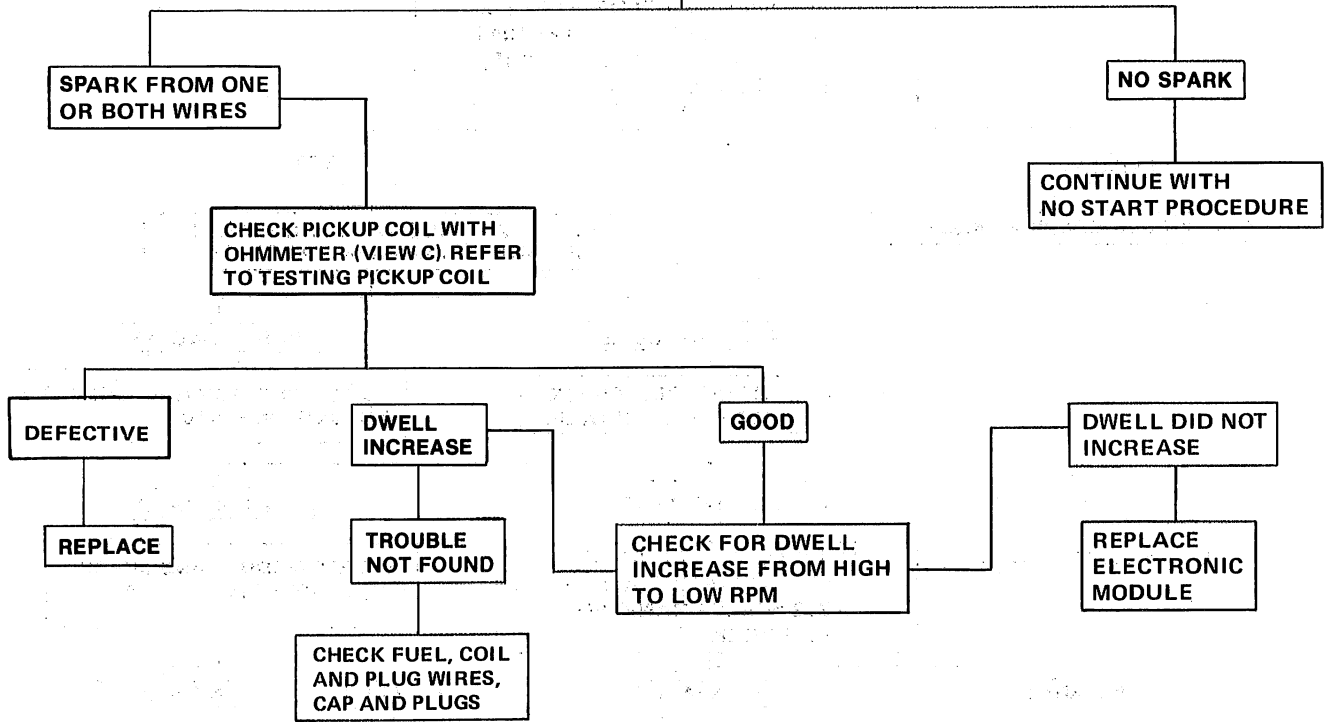 SPARK FROM ONE
OR BOTH WIRES
NO SPARK
CONTINUE WITH
NO START PROCEDURE
CHECK PICKUP COIL WITH
OHMMETER (VIEW C). REFER
TO TESTING PICKUP COIL
DEFECTIVE
DWELL
INCREASE
GOOD
DWELL DID NOT
INCREASE
REPLACE
TROUBLE
NOT FOUND
CHECK FOR DWELL
INCREASE FROM HIGH
TO LOW RPM
REPLACE
ELECTRONIC
MODULE
CHECK FUEL, COIL
AND PLUG WIRES,
CAP AND PLUGS